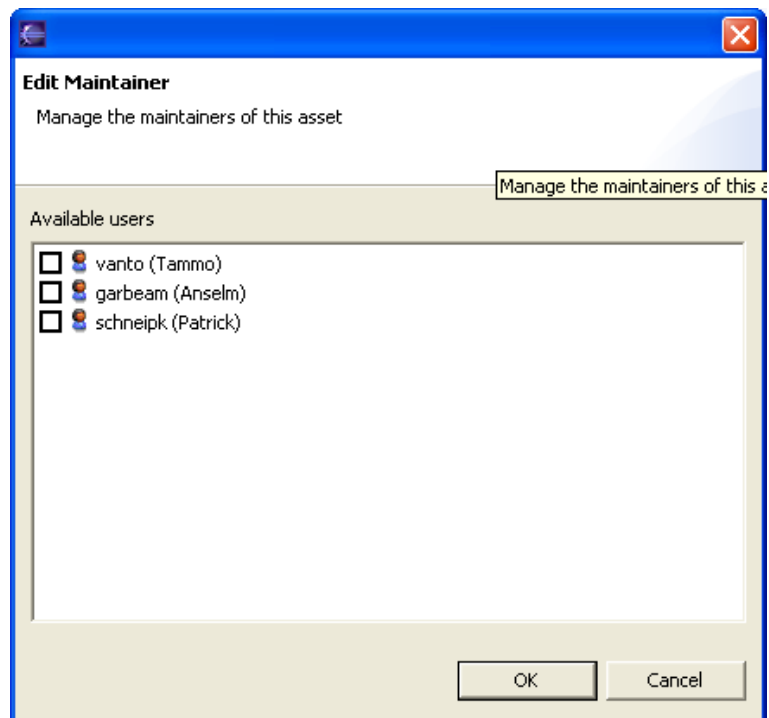 Edit Maintainer
Manage the maintainers of this asset
Manage the maintainers of this a
Available users
vanto (Tammo)
garbeam (Anselm)
schneipk (Patrick)
OK
Cancel